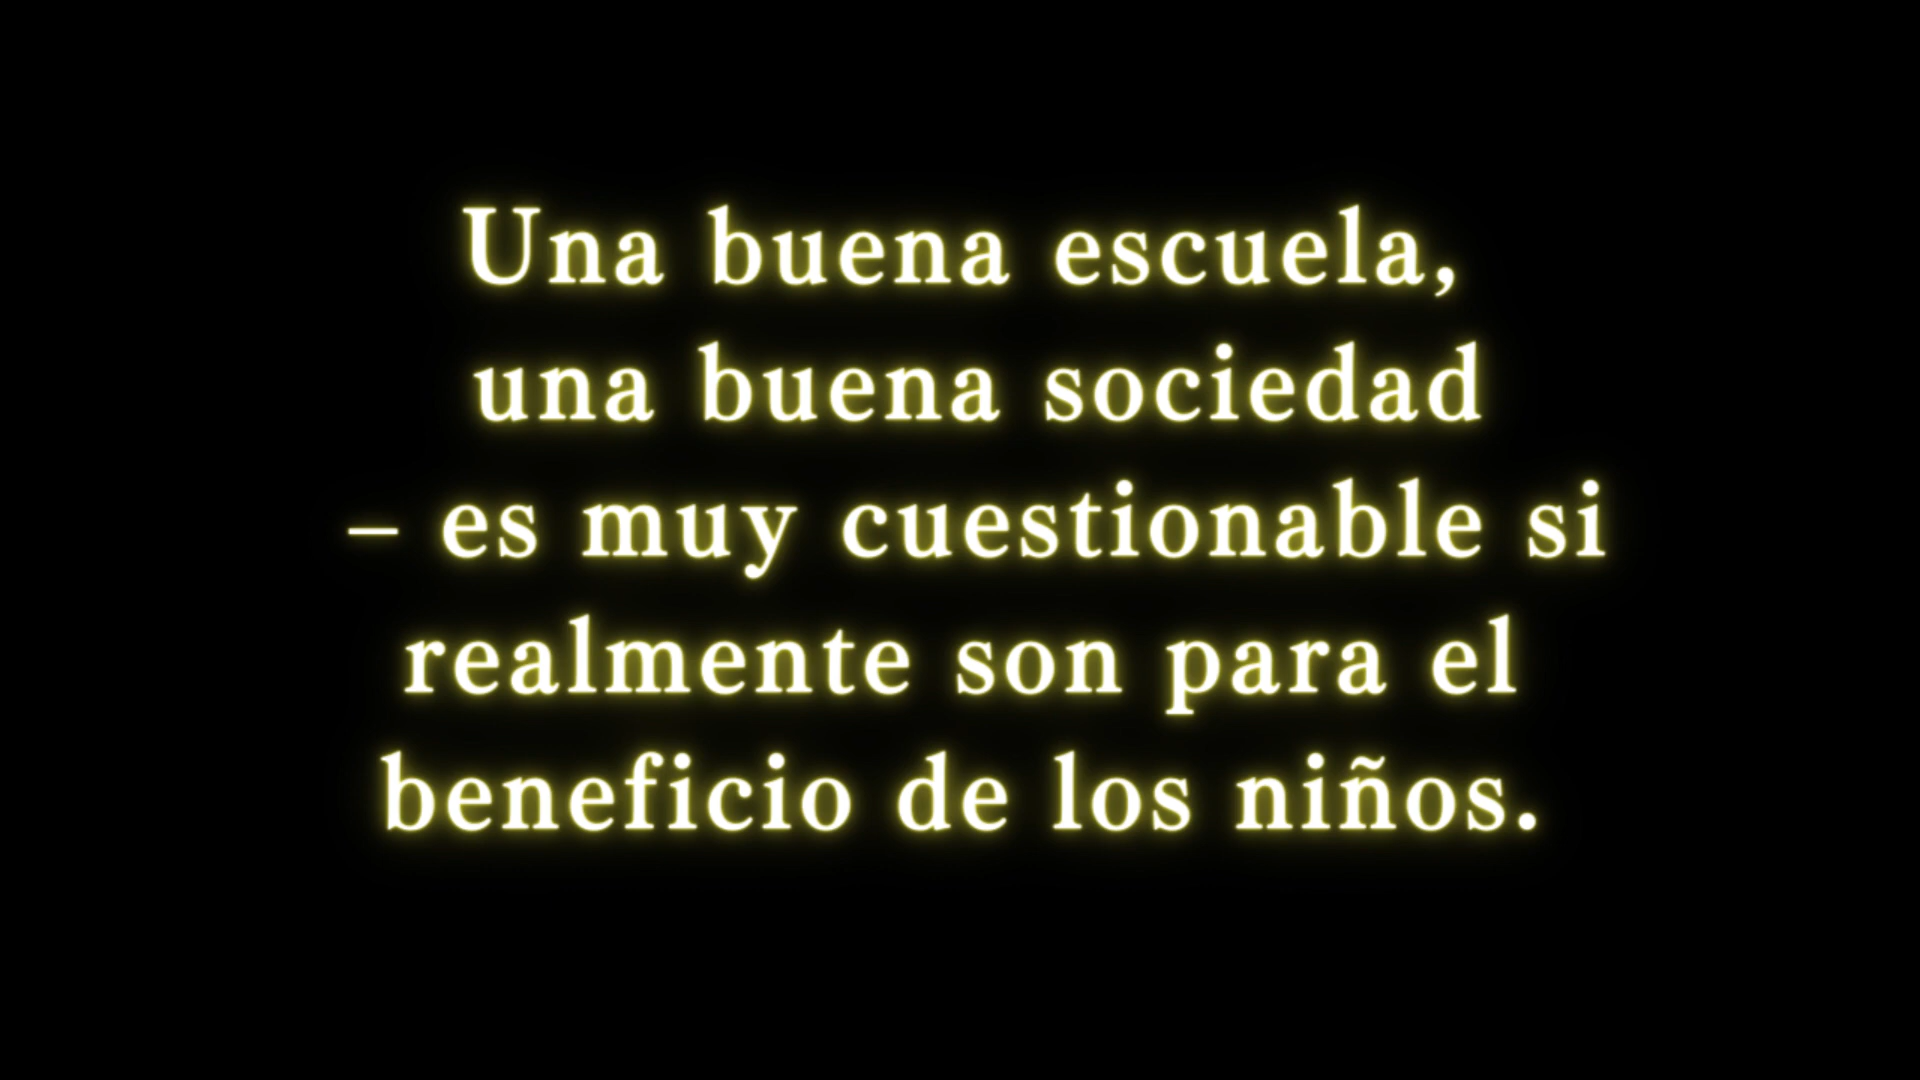 Una buena escuela,
una buena sociedad
– es muy cuestionable si
realmente son para el
beneficio de los niños.